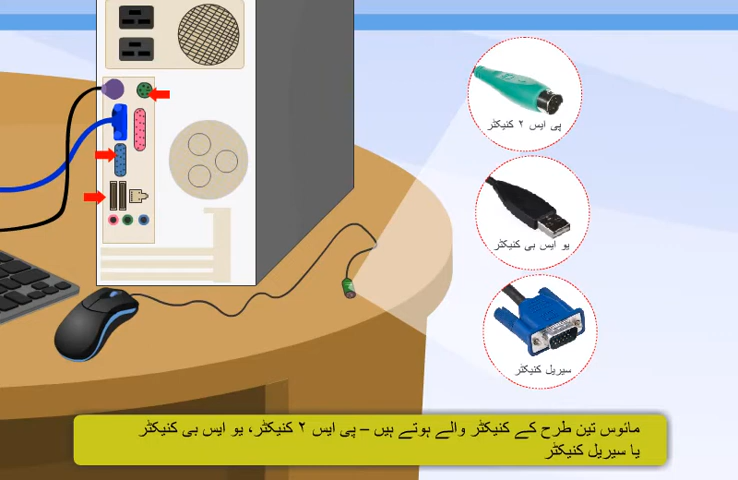 پی ایس ۲ کنیکٹر
یو ایس بی کنیکٹر
سیریل کنیکٹر
مائوس تین طرح کے کنیکٹر والے ہوتے ہیں – پی ایس ۲ کنیکٹر، یو ایس بی کنیکٹر
یا سیریل کنیکٹر